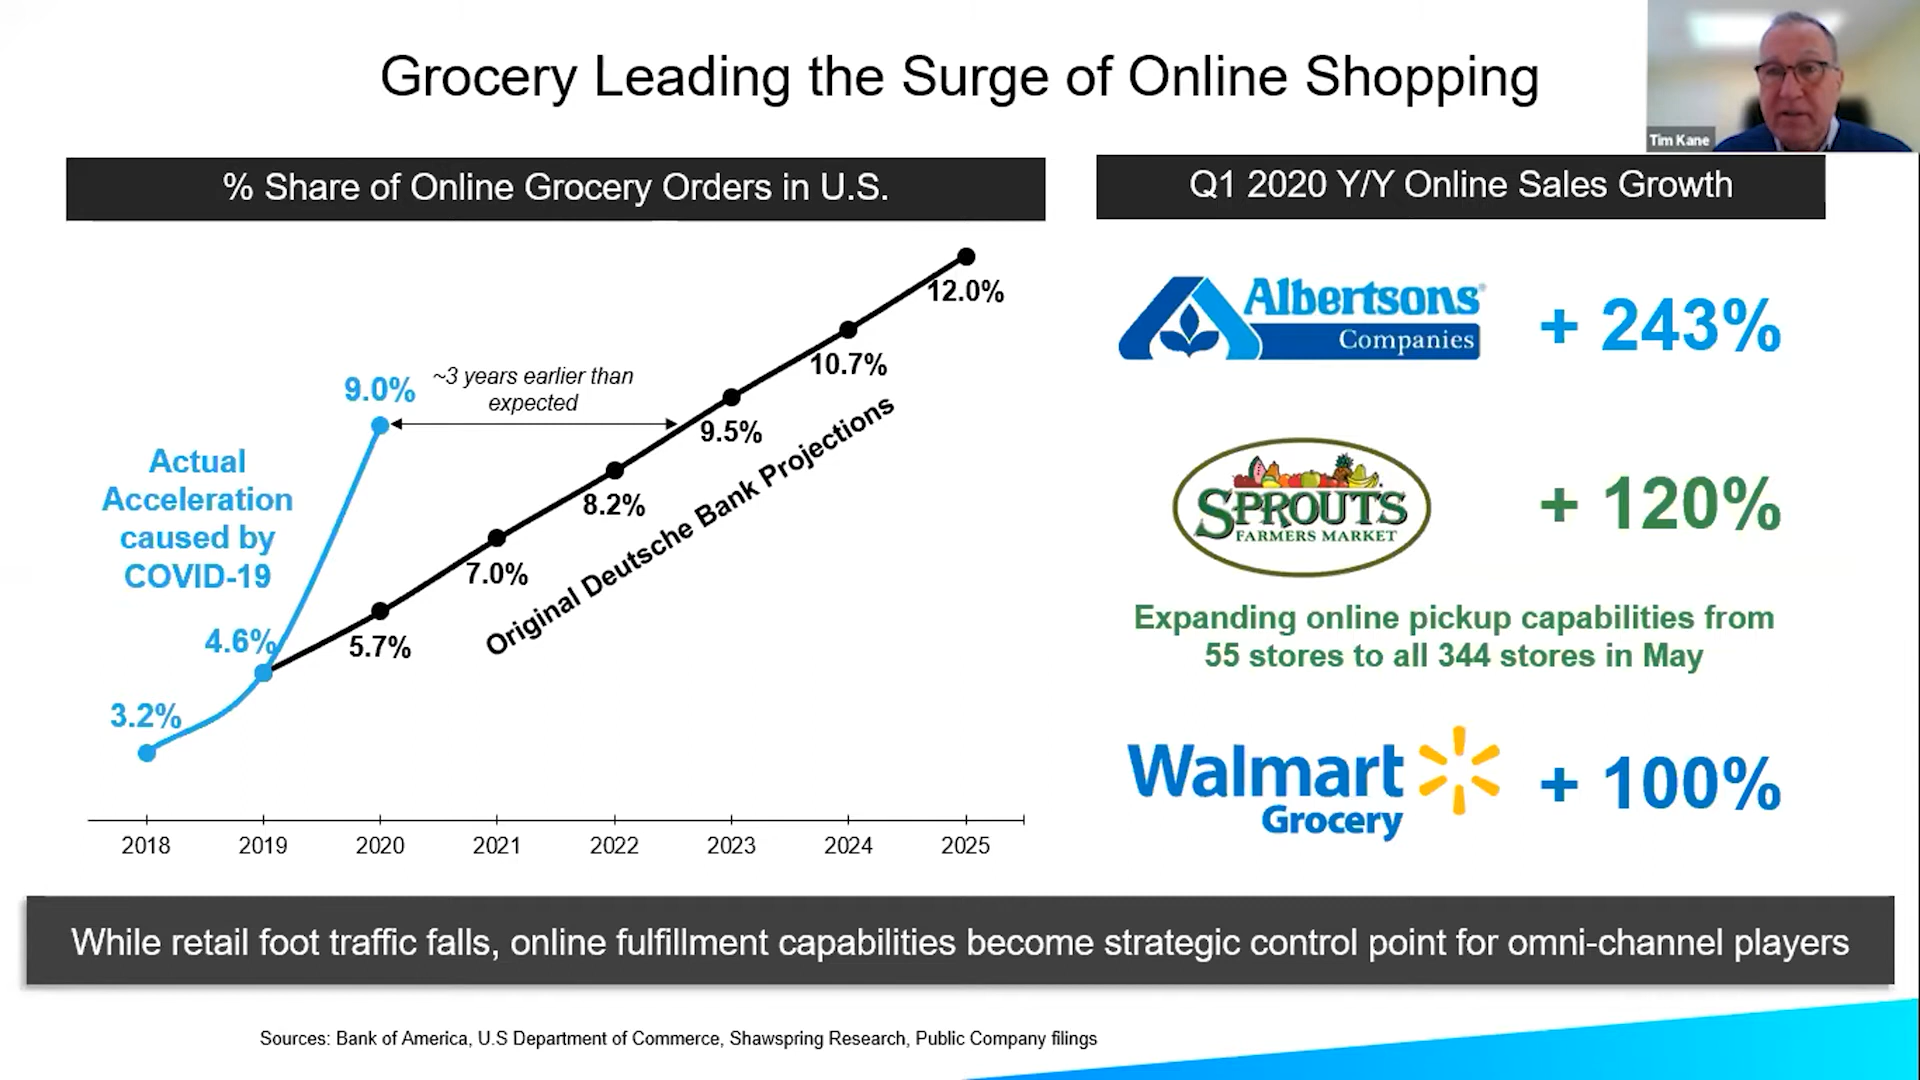 Grocery Leading the Surge of Online Shopping
Tim Kane
% Share of Online Grocery Orders in U.S.
12.0%
10.7%
~3 years earlier than
expected
9.0%
9.5%
8.2%
7.0%
5.7%
4.6%
3.2%
Actual
Acceleration
caused by
COVID-19
Original Deutsche Bank Projections
2018 2019 2020 2021 2022 2023 2024 2025
Q1 2020 Y/Y Online Sales Growth
Albertsons®
Companies
+ 243%
SPROUTS
FARMERS MARKET
+ 120%
Expanding online pickup capabilities from
55 stores to all 344 stores in May
Walmart
Grocery
+ 100%
While retail foot traffic falls, online fulfillment capabilities become strategic control point for omni-channel players
Sources: Bank of America, U.S Department of Commerce, Shawspring Research, Public Company filings